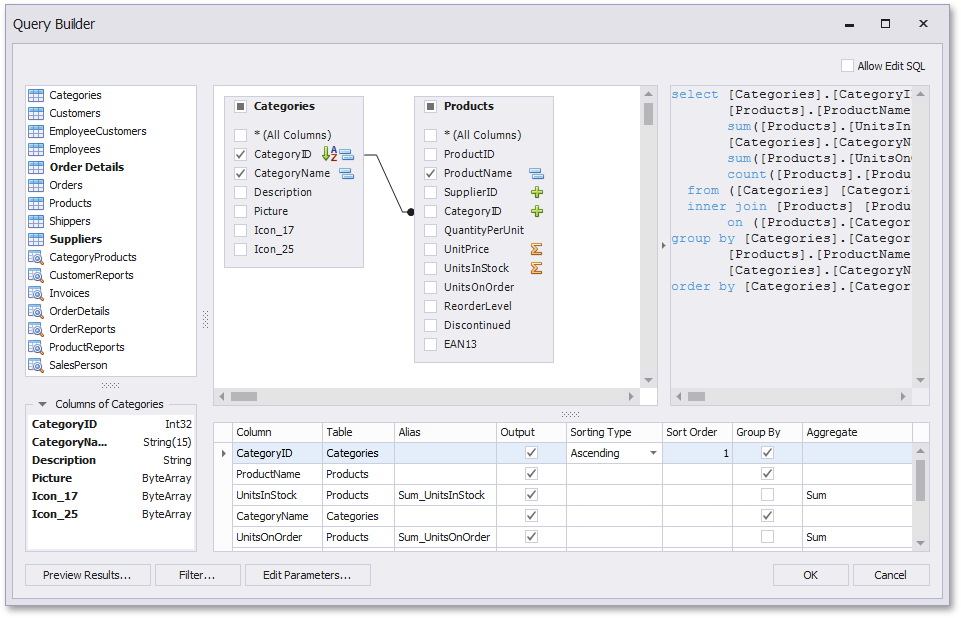 Query Builder
Allow Edit SQL
Categories
Customers
EmployeeCustomers
Employees
Order Details
Orders
Products
Shippers
Suppliers
CategoryProducts
CustomerReports
Invoices
OrderDetails
OrderReports
ProductReports
SalesPerson
Columns of Categories
CategoryID Int32
CategoryNa... String(15)
Description String
Picture ByteArray
Icon_17 ByteArray
Icon_25 ByteArray
Categories
* (All Columns)
CategoryID
CategoryName
Description
Picture
Icon_17
Icon_25
Products
* (All Columns)
ProductID
ProductName
SupplierID
CategoryID
QuantityPerUnit
UnitPrice
UnitsInStock
UnitsOnOrder
ReorderLevel
Discontinued
EAN13
select [Categories].[CategoryI
[Products].[ProductName
sum([Products].[UnitsIn
[Categories].[CategoryN
sum([Products].[UnitsOn
count([Products].[Produ
from ([Categories] [Categori
inner join [Products] [Produ
on ([Products].[Categor
group by [Categories].[Categor
[Products].[ProductName
[Categories].[CategoryN
order by [Categories].[Categor
Column Table Alias Output Sorting Type Sort Order Group By Aggregate
CategoryID Categories Ascending 1
ProductName Products
UnitsInStock Products Sum_UnitsInStock Sum
CategoryName Categories
UnitsOnOrder Products Sum_UnitsOnOrder Sum
Preview Results... Filter... Edit Parameters... OK Cancel